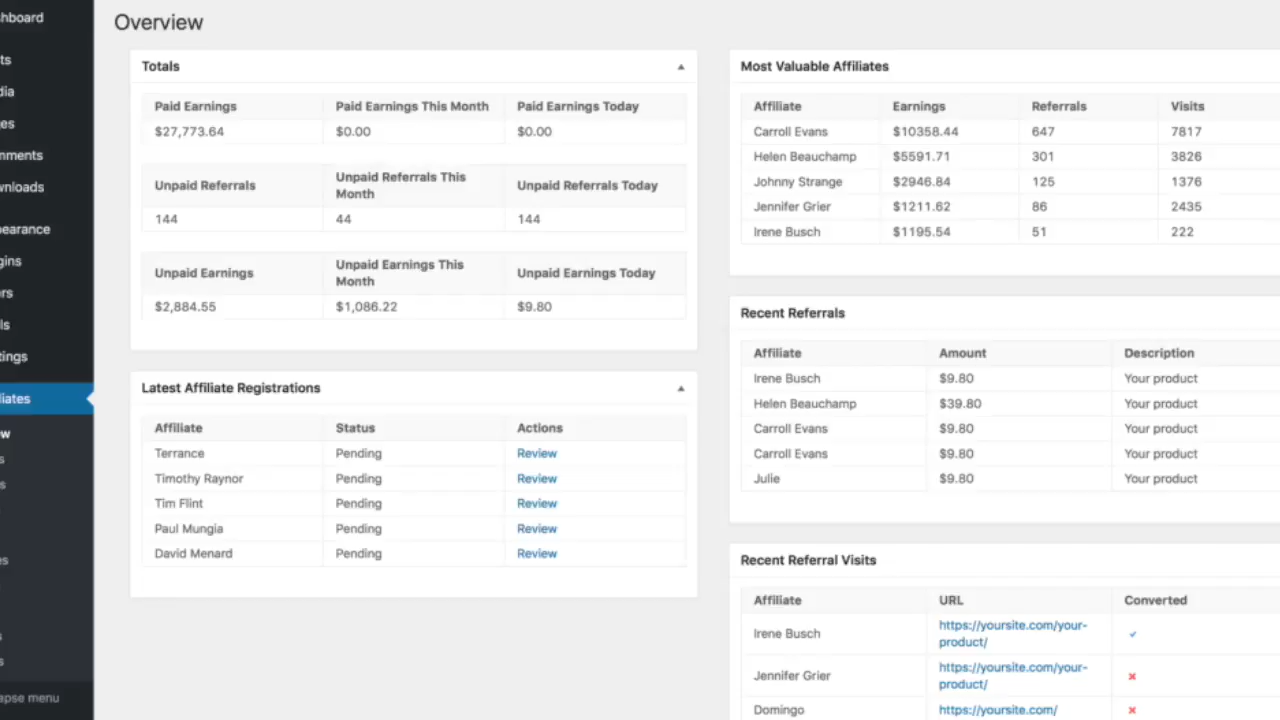 Overview
hboard
ts
dia
es
mments
wnloads
earance
gins
rs
ls
tings
liates
w
s
s
es
s
s
apse menu
Totals
Paid Earnings Paid Earnings This Month Paid Earnings Today
$27,773.64 $0.00 $0.00
Unpaid Referrals Unpaid Referrals This Month Unpaid Referrals Today
144 44 144
Unpaid Earnings Unpaid Earnings This Month Unpaid Earnings Today
$2,884.55 $1,086.22 $9.80
Latest Affiliate Registrations
Affiliate Status Actions
Terrance Pending Review
Timothy Raynor Pending Review
Tim Flint Pending Review
Paul Mungia Pending Review
David Menard Pending Review
Most Valuable Affiliates
Affiliate Earnings Referrals Visits
Carroll Evans $10358.44 647 7817
Helen Beauchamp $5591.71 301 3826
Johnny Strange $2946.84 125 1376
Jennifer Grier $1211.62 86 2435
Irene Busch $1195.54 51 222
Recent Referrals
Affiliate Amount Description
Irene Busch $9.80 Your product
Helen Beauchamp $39.80 Your product
Carroll Evans $9.80 Your product
Carroll Evans $9.80 Your product
Julie $9.80 Your product
Recent Referral Visits
Affiliate URL Converted
Irene Busch https://yoursite.com/your-
product/
Jennifer Grier https://yoursite.com/your-
product/
Domingo https://yoursite.com/